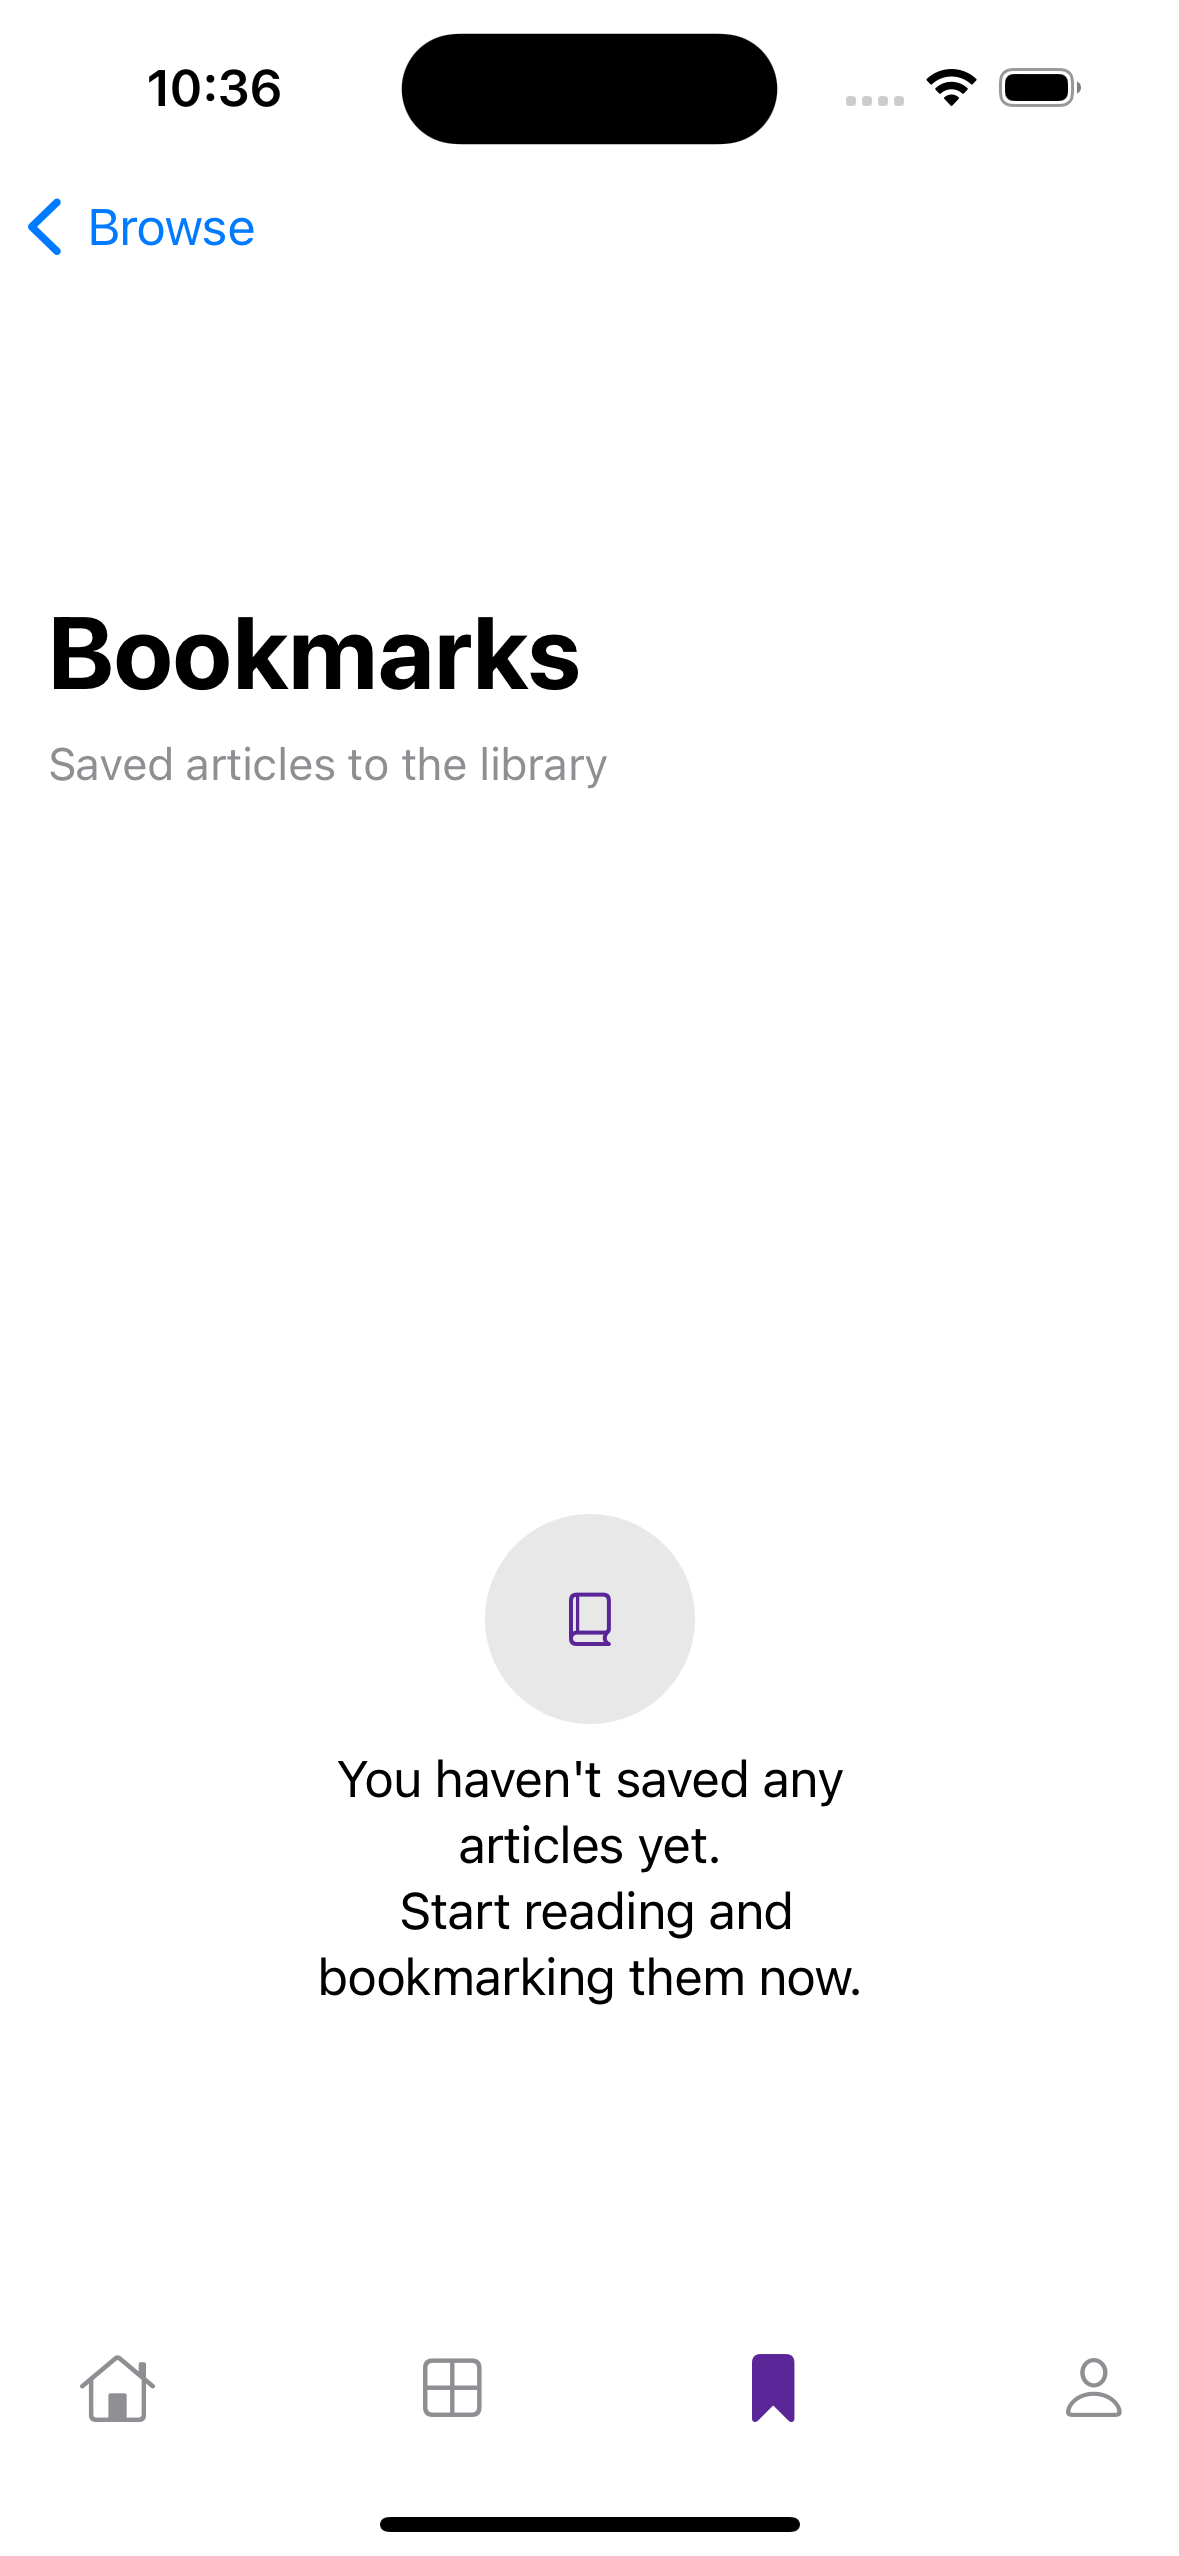 10:36
Browse
Bookmarks
Saved articles to the library
You haven't saved any
articles yet.
Start reading and
bookmarking them now.